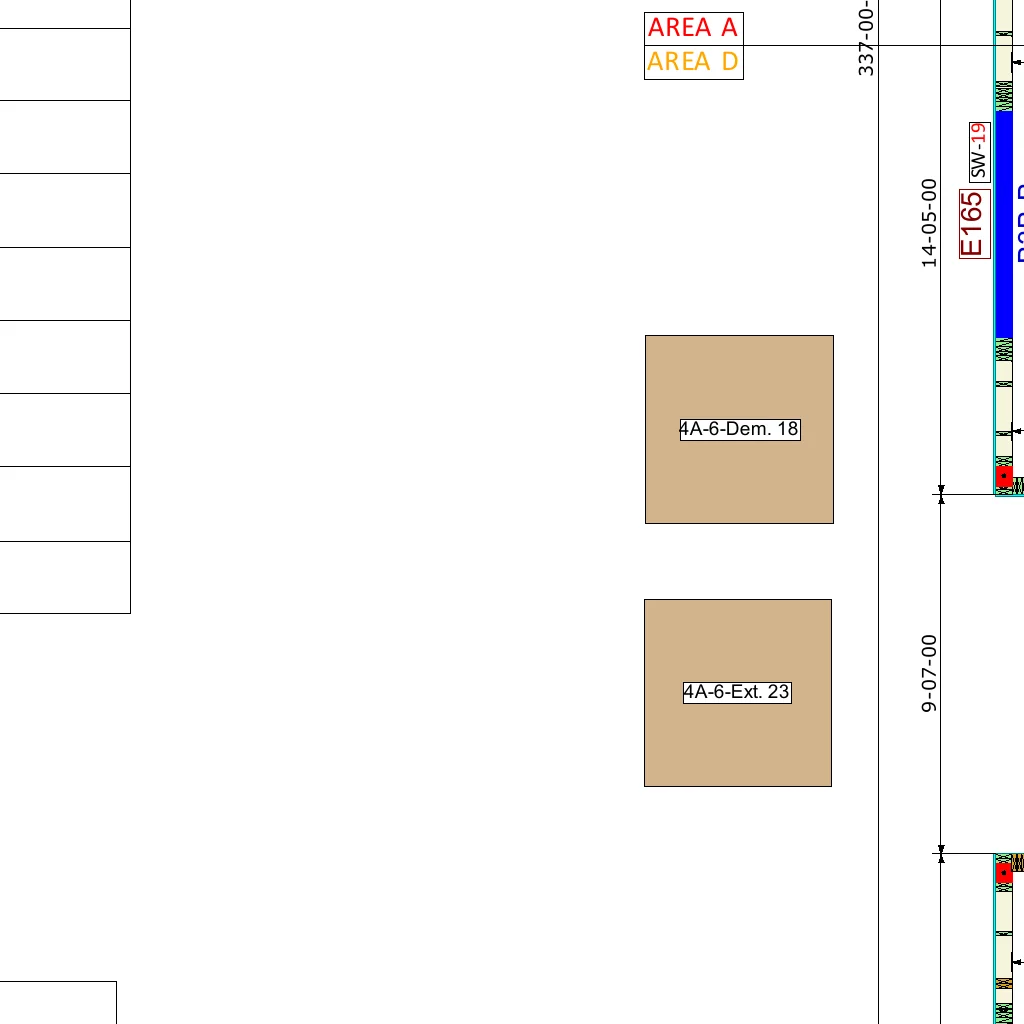 AREA A
AREA D
337-00-
SW-19
E165
14-05-00
4A-6-Dem. 18
4A-6-Ext. 23
9-07-00